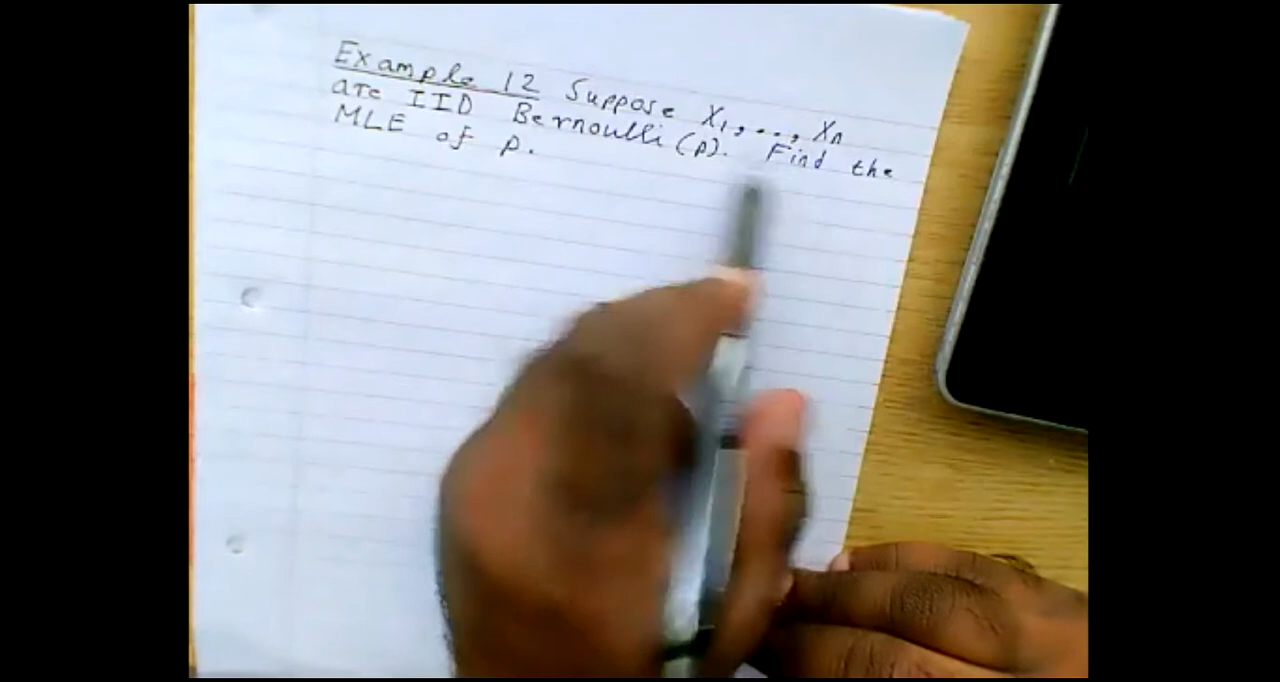 Example 12 Suppose X1, ..., Xn
are IID Bernoulli (p). Find the
MLE of p.